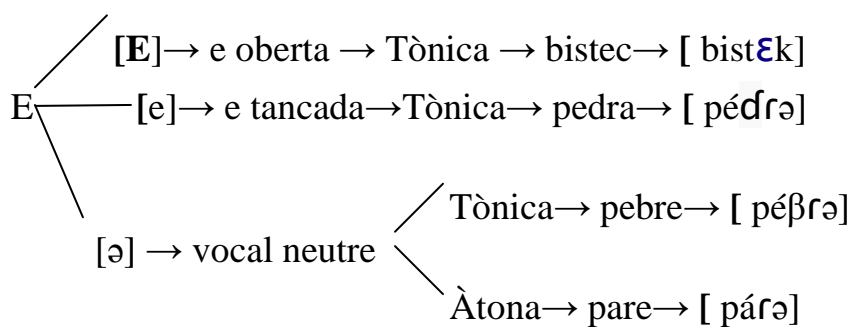 [E]→ e oberta → Tònica → bistec→ [ bistɛk]
E [e]→ e tancada→Tònica→ pedra→ [ péɗɾə]
Tònica→ pebre→ [ péβɾə]
[ə] → vocal neutre
Àtona→ pare→ [ páɾə]